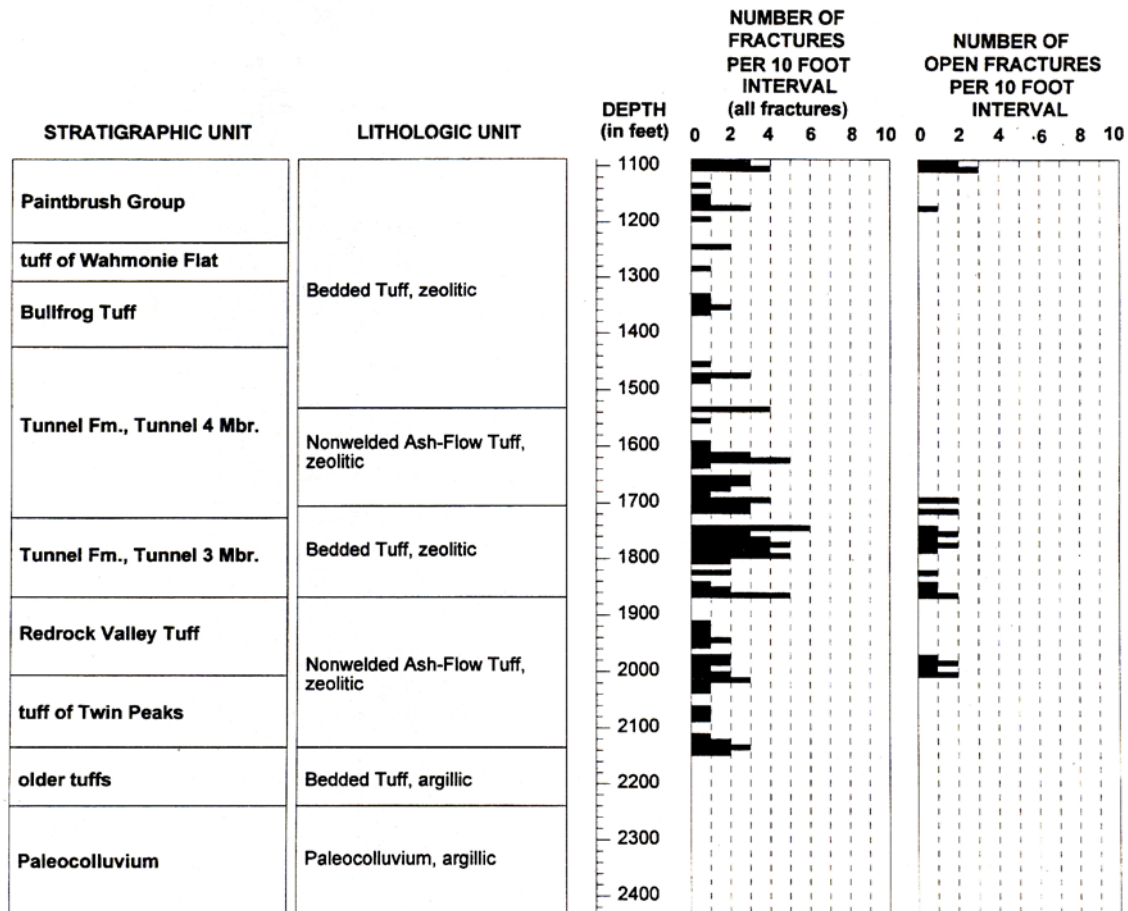 NUMBER OF
FRACTURES
PER 10 FOOT
INTERVAL
(all fractures)
NUMBER OF
OPEN FRACTURES
PER 10 FOOT
INTERVAL
STRATIGRAPHIC UNIT
LITHOLOGIC UNIT
DEPTH
(in feet)
0 2 4 6 8 10
0 2 4 6 8 10
Paintbrush Group
tuff of Wahmonie Flat
Bullfrog Tuff
Tunnel Fm., Tunnel 4 Mbr.
Tunnel Fm., Tunnel 3 Mbr.
Redrock Valley Tuff
tuff of Twin Peaks
older tuffs
Paleocolluvium
Bedded Tuff, zeolitic
Nonwelded Ash-Flow Tuff,
zeolitic
Bedded Tuff, zeolitic
Nonwelded Ash-Flow Tuff,
zeolitic
Bedded Tuff, argillic
Paleocolluvium, argillic
1100
1200
1300
1400
1500
1600
1700
1800
1900
2000
2100
2200
2300
2400